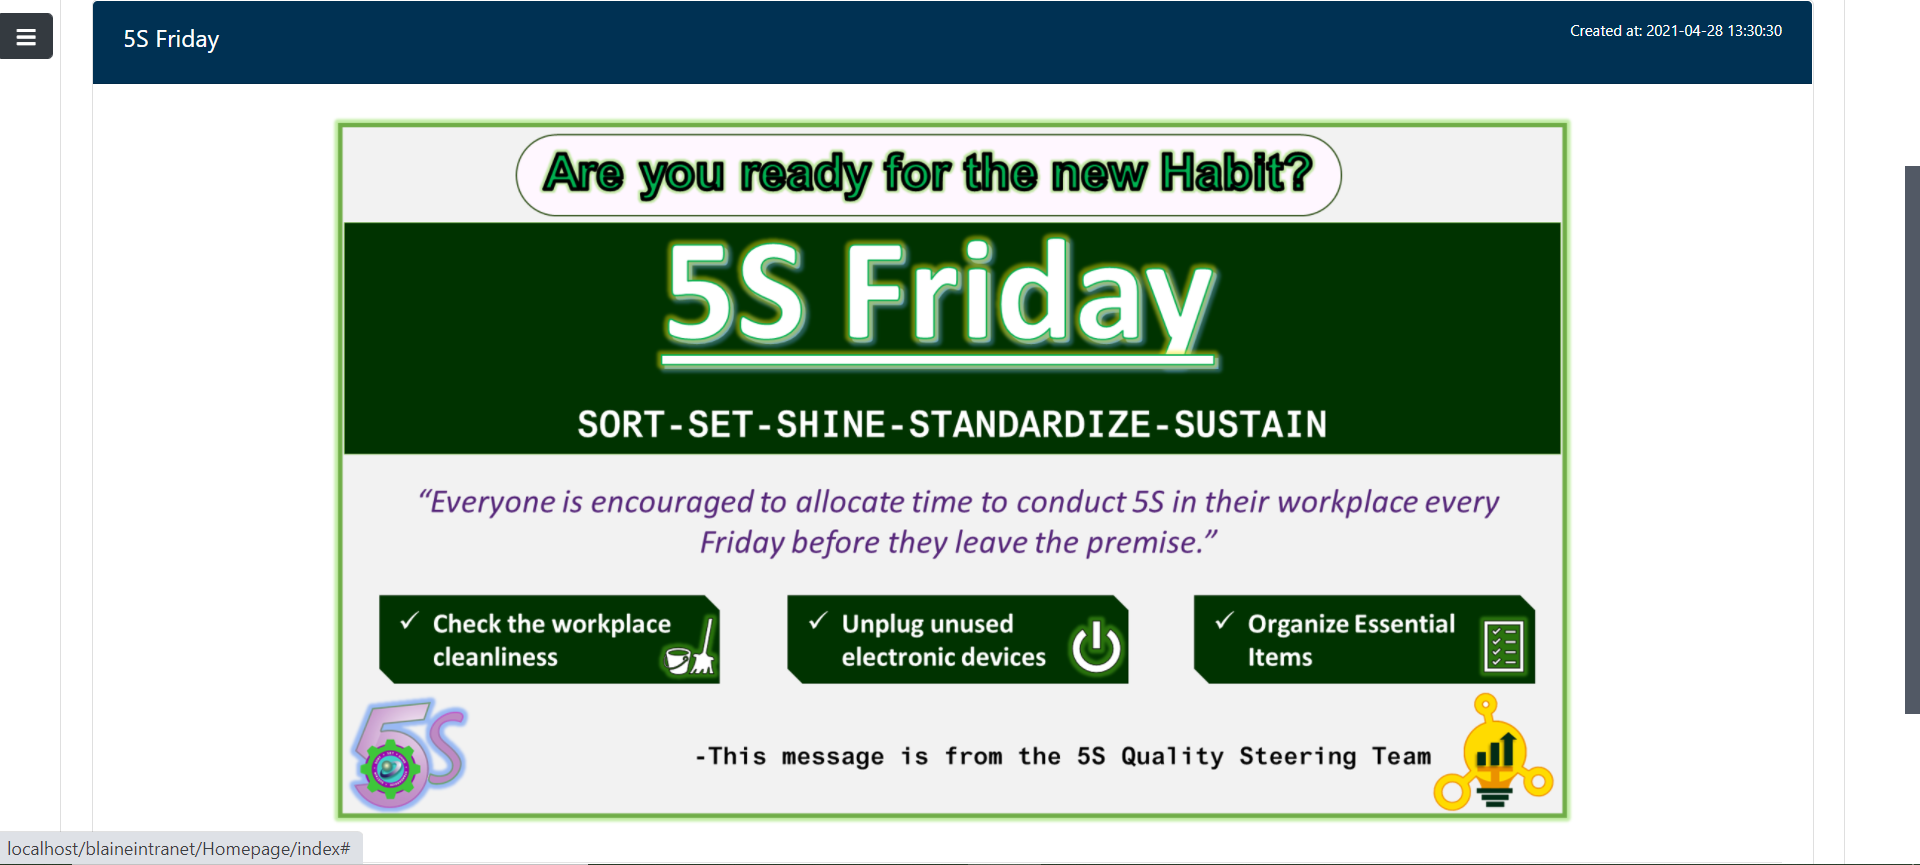 5S Friday
Created at: 2021-04-28 13:30:30
Are you ready for the new Habit?
5S Friday
SORT-SET-SHINE-STANDARDIZE-SUSTAIN
“Everyone is encouraged to allocate time to conduct 5S in their workplace every
Friday before they leave the premise.”
✓ Check the workplace
cleanliness
✓ Unplug unused
electronic devices
✓ Organize Essential
Items
5S
-This message is from the 5S Quality Steering Team
localhost/blaineintranet/Homepage/index#